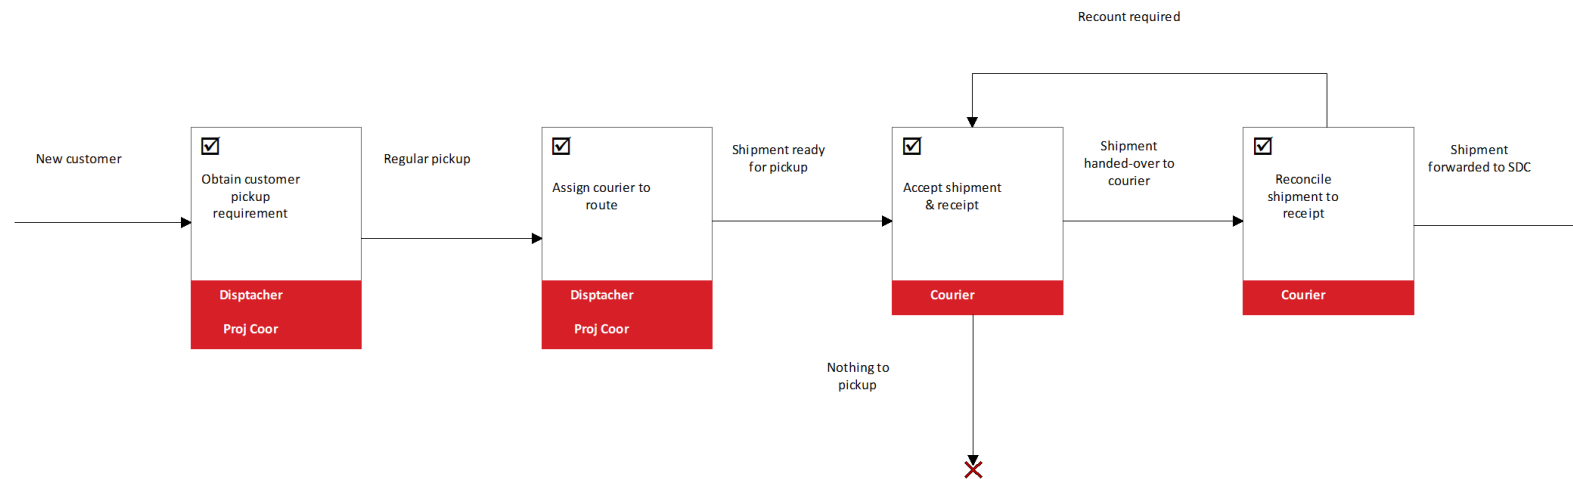 Recount required
New customer
Obtain customer
pickup
requirement
Disptacher
Proj Coor
Regular pickup
Assign courier to
route
Disptacher
Proj Coor
Shipment ready
for pickup
Accept shipment
& receipt
Courier
Nothing to
pickup
Shipment
handed-over to
courier
Reconcile
shipment to
receipt
Courier
Shipment
forwarded to SDC